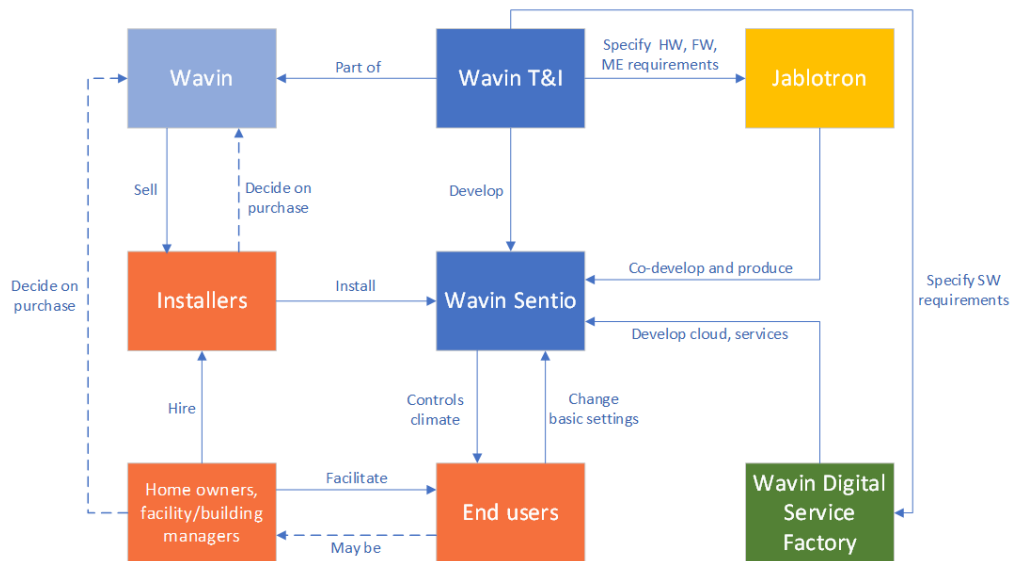 Wavin
Part of
Wavin T&I
Specify HW, FW,
ME requirements
Jablotron
Sell
Decide on
purchase
Develop
Decide on
purchase
Installers
Install
Wavin Sentio
Co-develop and produce
Develop cloud, services
Specify SW
requirements
Hire
Controls
climate
Change
basic settings
Home owners,
facility/building
managers
Facilitate
May be
End users
Wavin Digital
Service
Factory